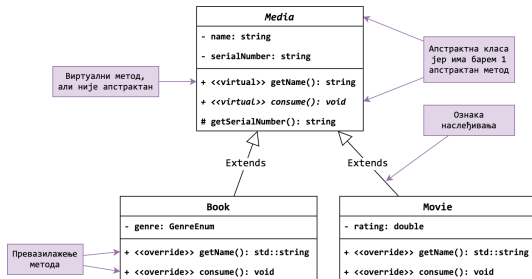 Media
- name: string
- serialNumber: string
+ <<virtual>> getName(): string
+ <<virtual>> consume(): void
# getSerialNumber(): string
Виртуални метод,
али није апстрактан
Апстрактна класа
јер има барем 1
апстрактан метод
Ознака
наслеђивања
Extends
Extends
Book
- genre: GenreEnum
+ <<override>> getName(): std::string
+ <<override>> consume(): void
Movie
- rating: double
+ <<override>> getName(): std::string
+ <<override>> consume(): void
Превазилажење
метода